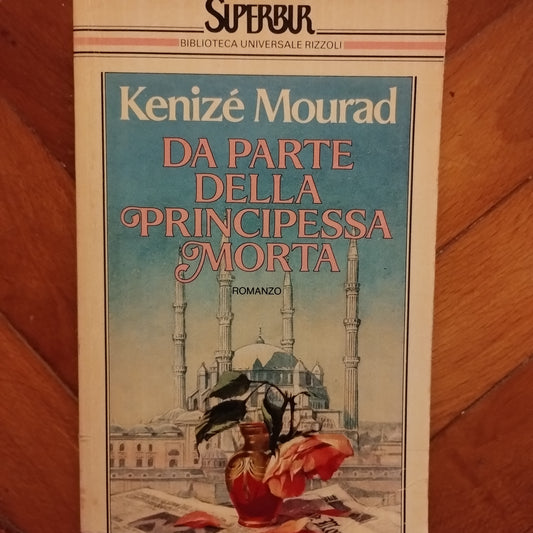 SUPERBUR
BIBLIOTECA UNIVERSALE RIZZOLI
Kenizé Mourad
DA PARTE
DELLA
PRINCIPESSA
MORTA
ROMANZO